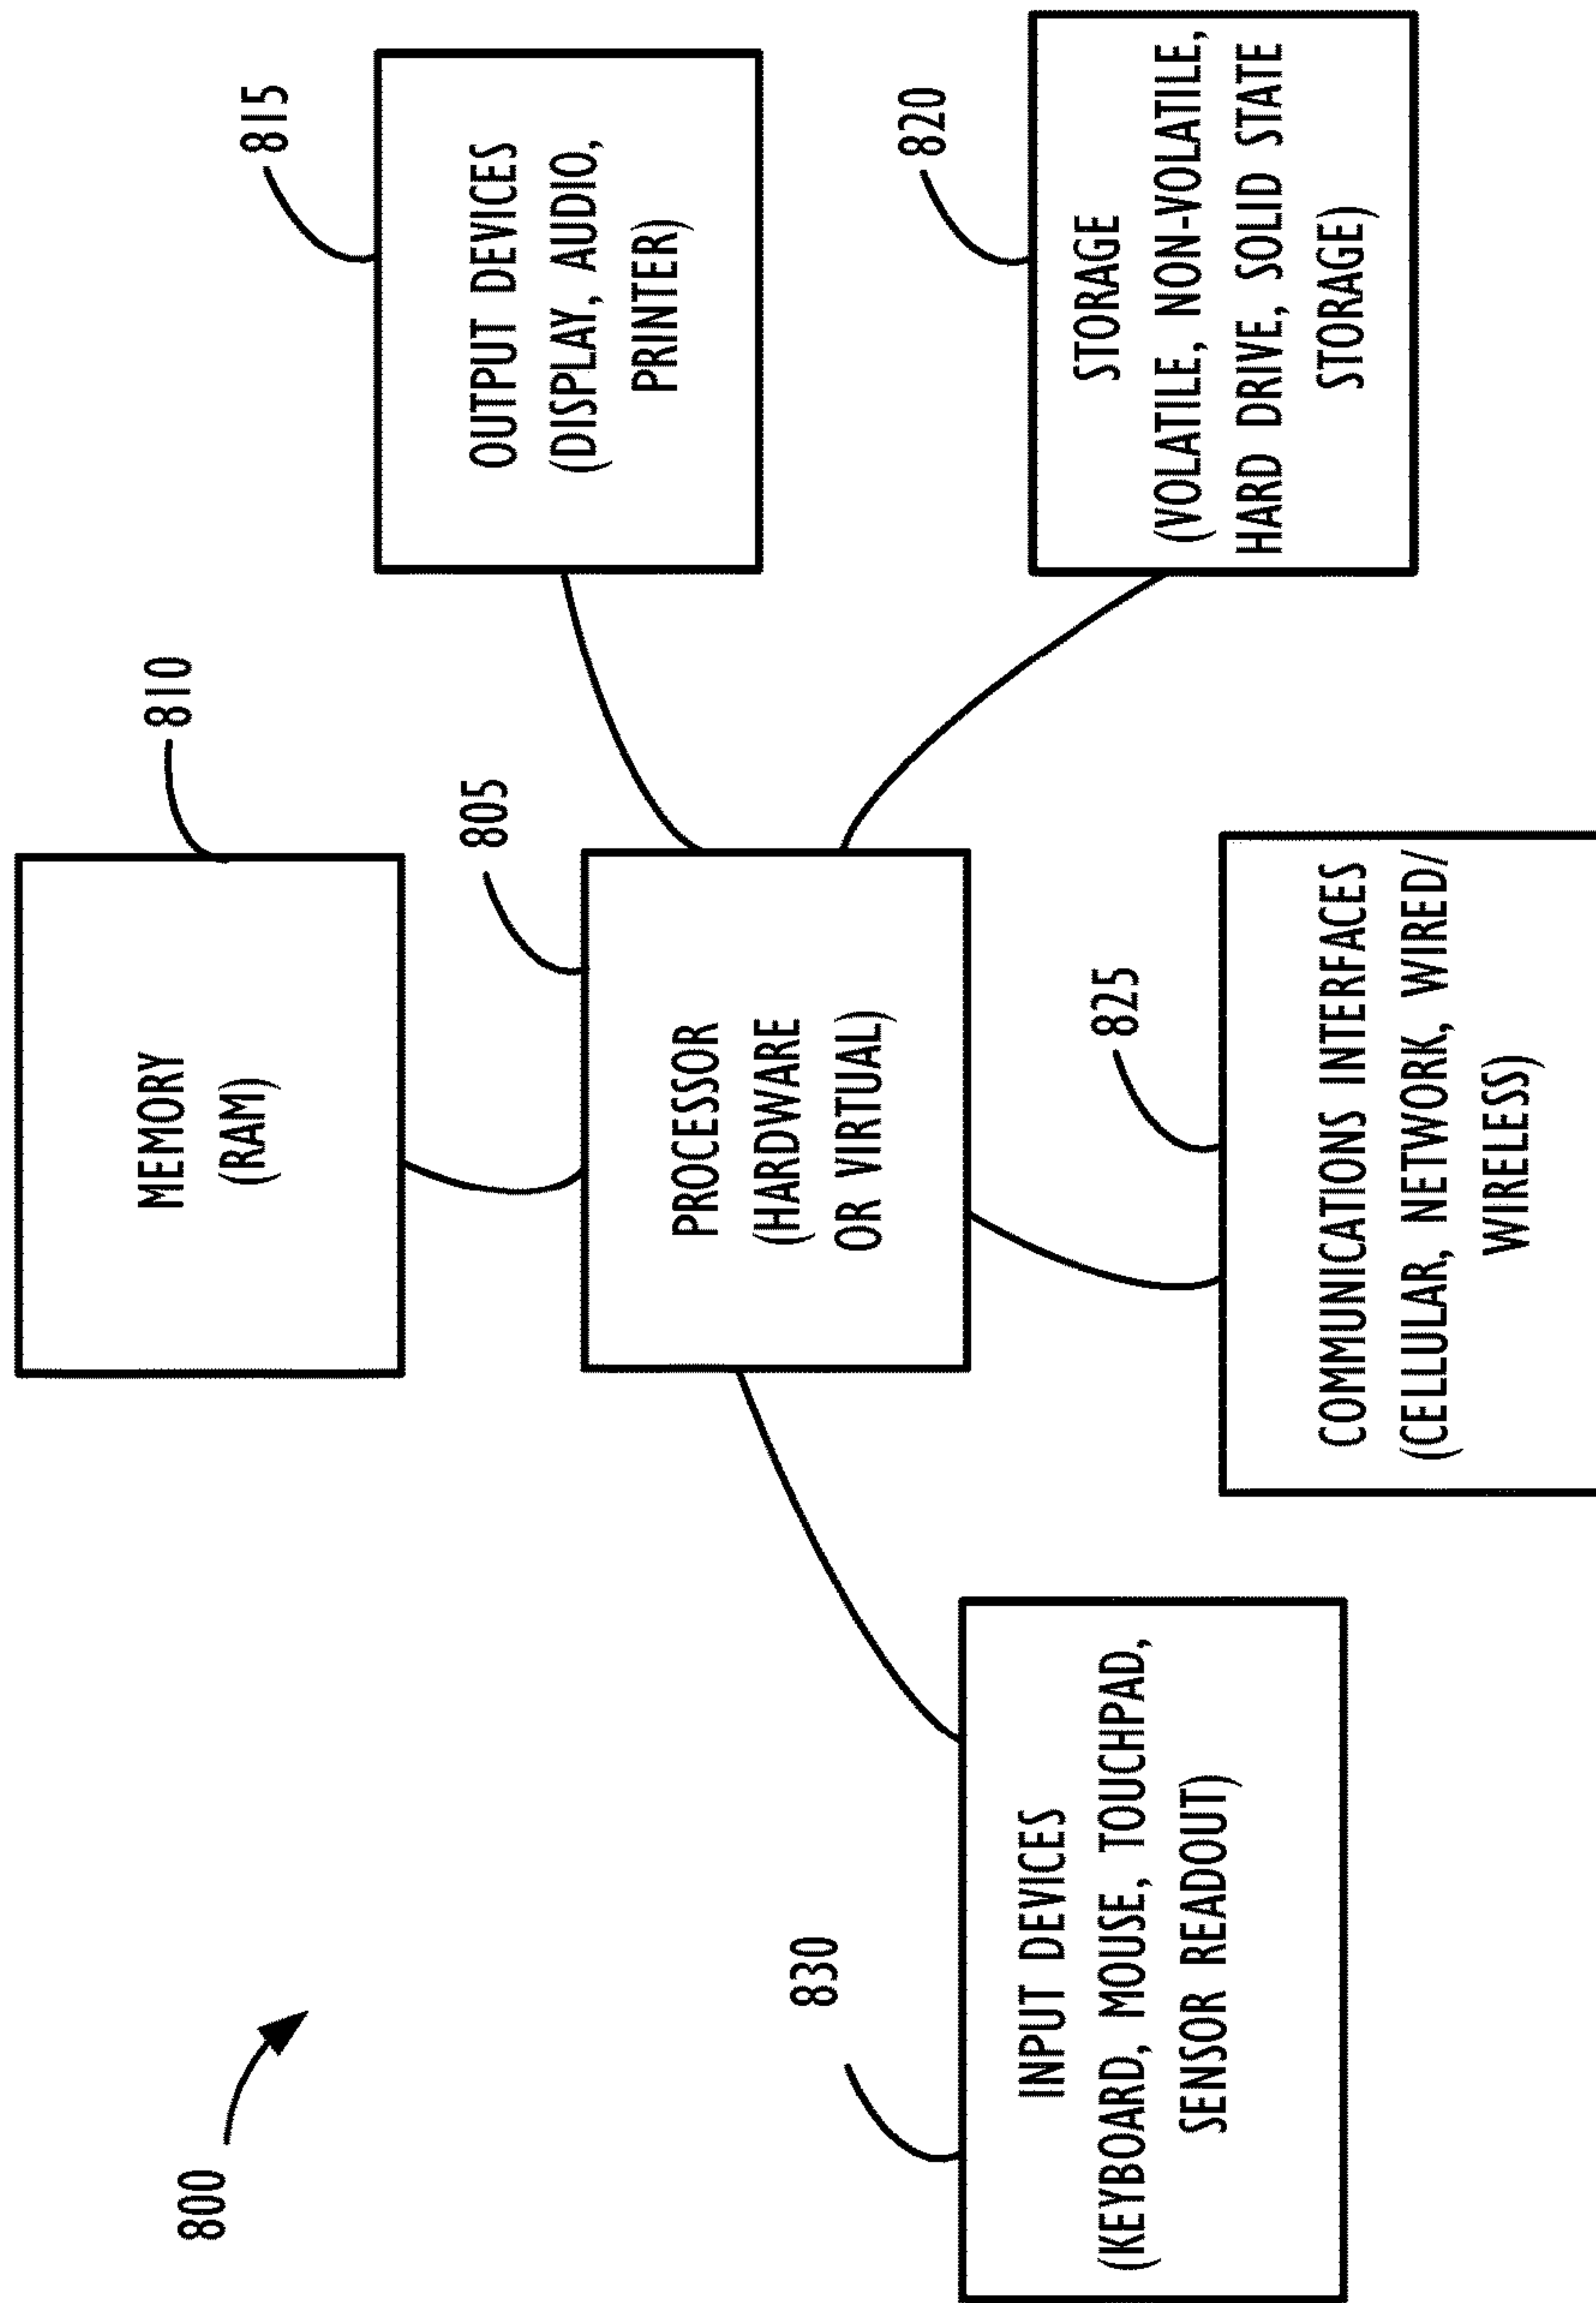 800
810
MEMORY
(RAM)
815
OUTPUT DEVICES
(DISPLAY, AUDIO,
PRINTER)
805
PROCESSOR
(HARDWARE
OR VIRTUAL)
830
INPUT DEVICES
(KEYBOARD, MOUSE, TOUCHPAD,
SENSOR READOUT)
820
STORAGE
(VOLATILE, NON-VOLATILE,
HARD DRIVE, SOLID STATE
STORAGE)
825
COMMUNICATIONS INTERFACES
(CELLULAR, NETWORK, WIRED/
WIRELESS)